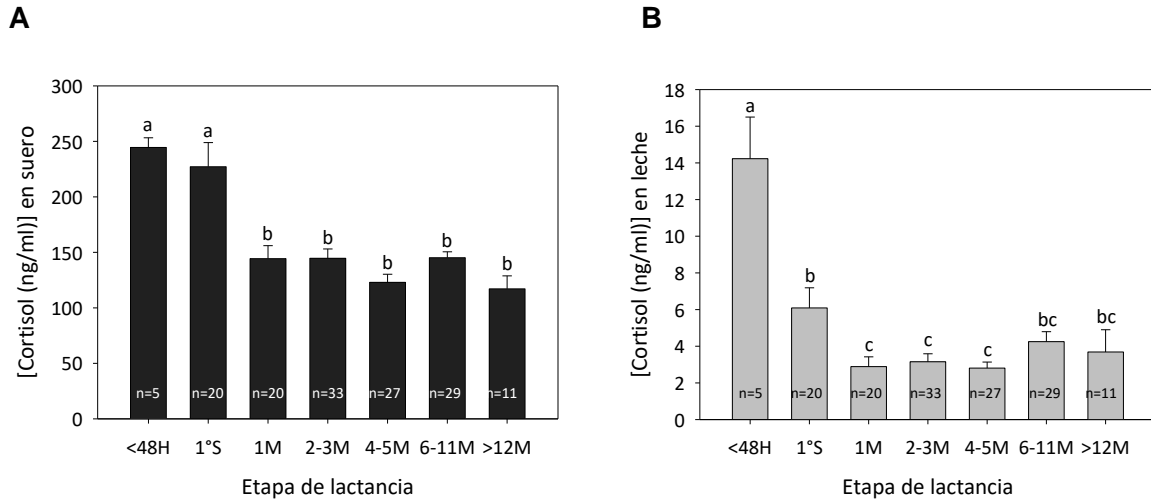 A
[Cortisol (ng/ml)] en suero
300
250
200
150
100
50
0
a
a
b
b
b
b
b
n=5
n=20
n=20
n=33
n=27
n=29
n=11
<48H
1°S
1M
2-3M
4-5M
6-11M
>12M
Etapa de lactancia
B
[Cortisol (ng/ml)] en leche
18
16
14
12
10
8
6
4
2
0
a
b
c
c
c
bc
bc
n=5
n=20
n=20
n=33
n=27
n=29
n=11
<48H
1°S
1M
2-3M
4-5M
6-11M
>12M
Etapa de lactancia